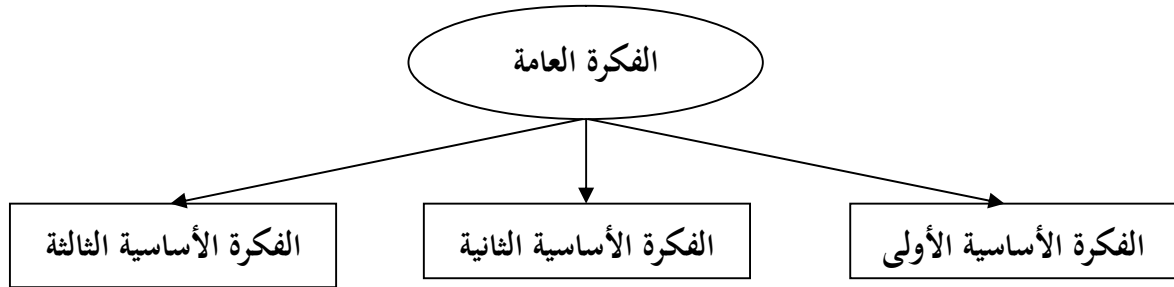 الفكرة العامة
الفكرة الأساسية الأولى
الفكرة الأساسية الثانية
الفكرة الأساسية الثالثة